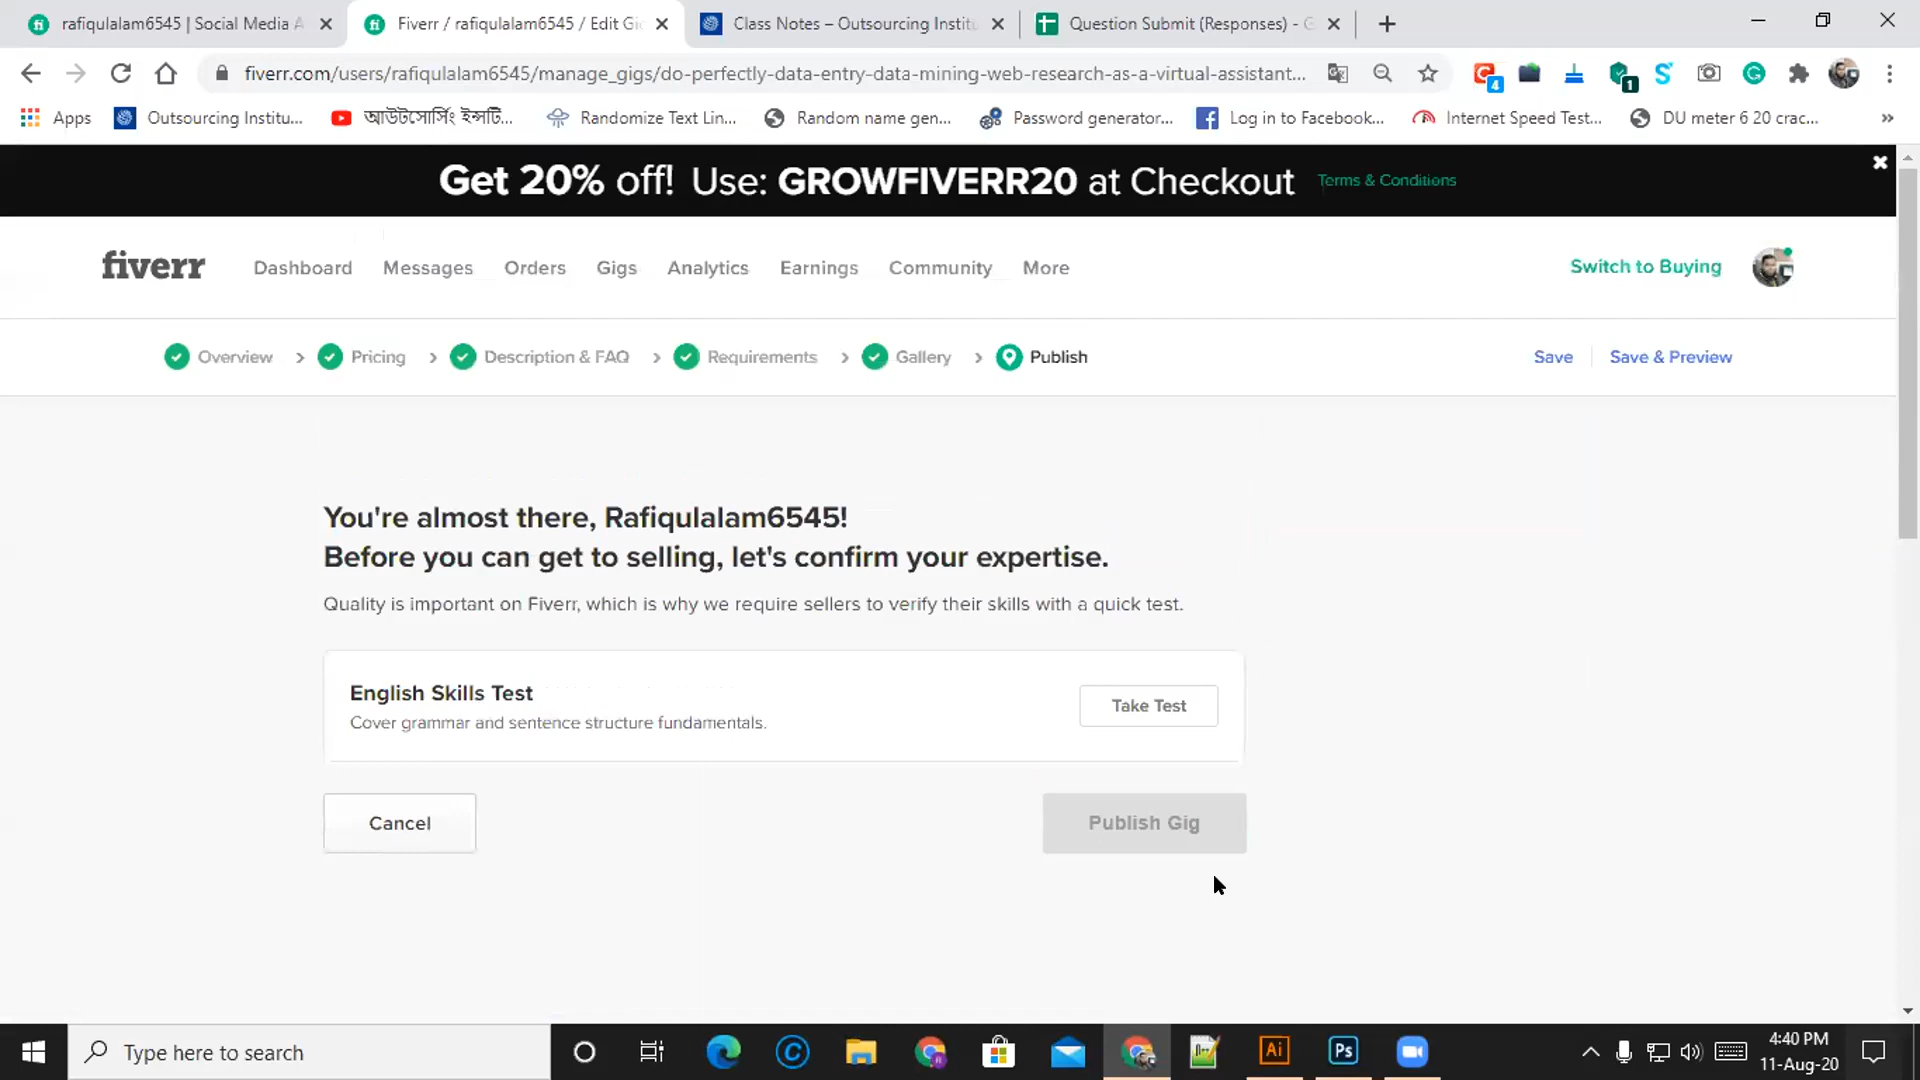 rafiqulalam6545 | Social Media A
Fiverr / rafiqulalam6545 / Edit Gi
Class Notes – Outsourcing Institu
Question Submit (Responses) - G
fiverr.com/users/rafiqulalam6545/manage_gigs/do-perfectly-data-entry-data-mining-web-research-as-a-virtual-assistant...
4
1
Apps
Outsourcing Institu...
আউটসোর্সিং ইন্সটি...
Randomize Text Lin...
Random name gen...
Password generator...
Log in to Facebook...
Internet Speed Test...
DU meter 6 20 crac...
Get 20% off! Use: GROWFIVERR20 at Checkout Terms & Conditions
fiverr
Dashboard
Messages
Orders
Gigs
Analytics
Earnings
Community
More
Switch to Buying
Overview
Pricing
Description & FAQ
Requirements
Gallery
Publish
Save
Save & Preview
You're almost there, Rafiqulalam6545!
Before you can get to selling, let's confirm your expertise.
Quality is important on Fiverr, which is why we require sellers to verify their skills with a quick test.
English Skills Test
Cover grammar and sentence structure fundamentals.
Take Test
Cancel
Publish Gig
Type here to search
Ai
Ps
4:40 PM
11-Aug-20